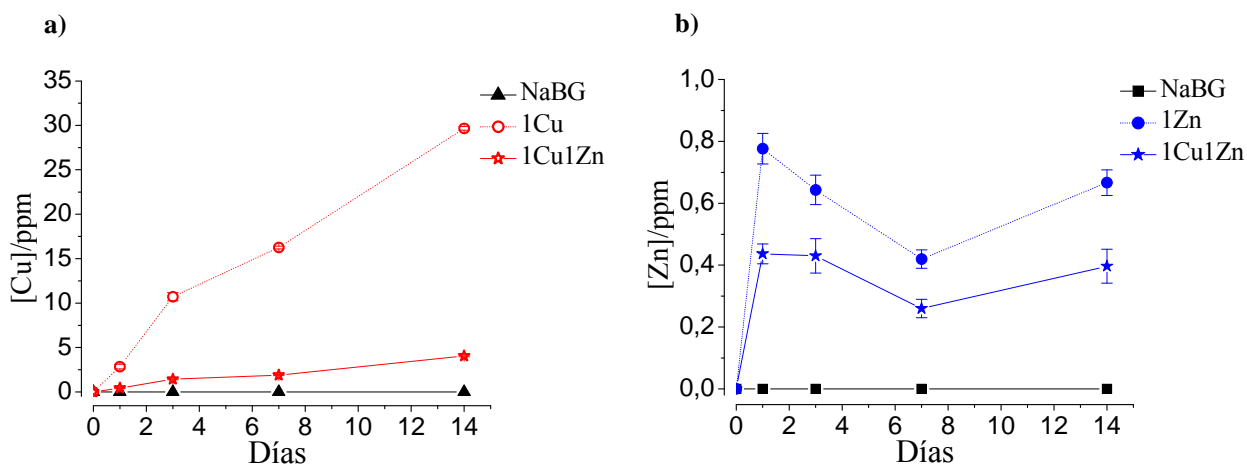 a)
[Cu]/ppm
35
30
25
20
15
10
5
0
0 2 4 6 8 10 12 14
Días
NaBG
1Cu
1Cu1Zn
b)
[Zn]/ppm
1,0
0,8
0,6
0,4
0,2
0,0
0 2 4 6 8 10 12 14
Días
NaBG
1Zn
1Cu1Zn